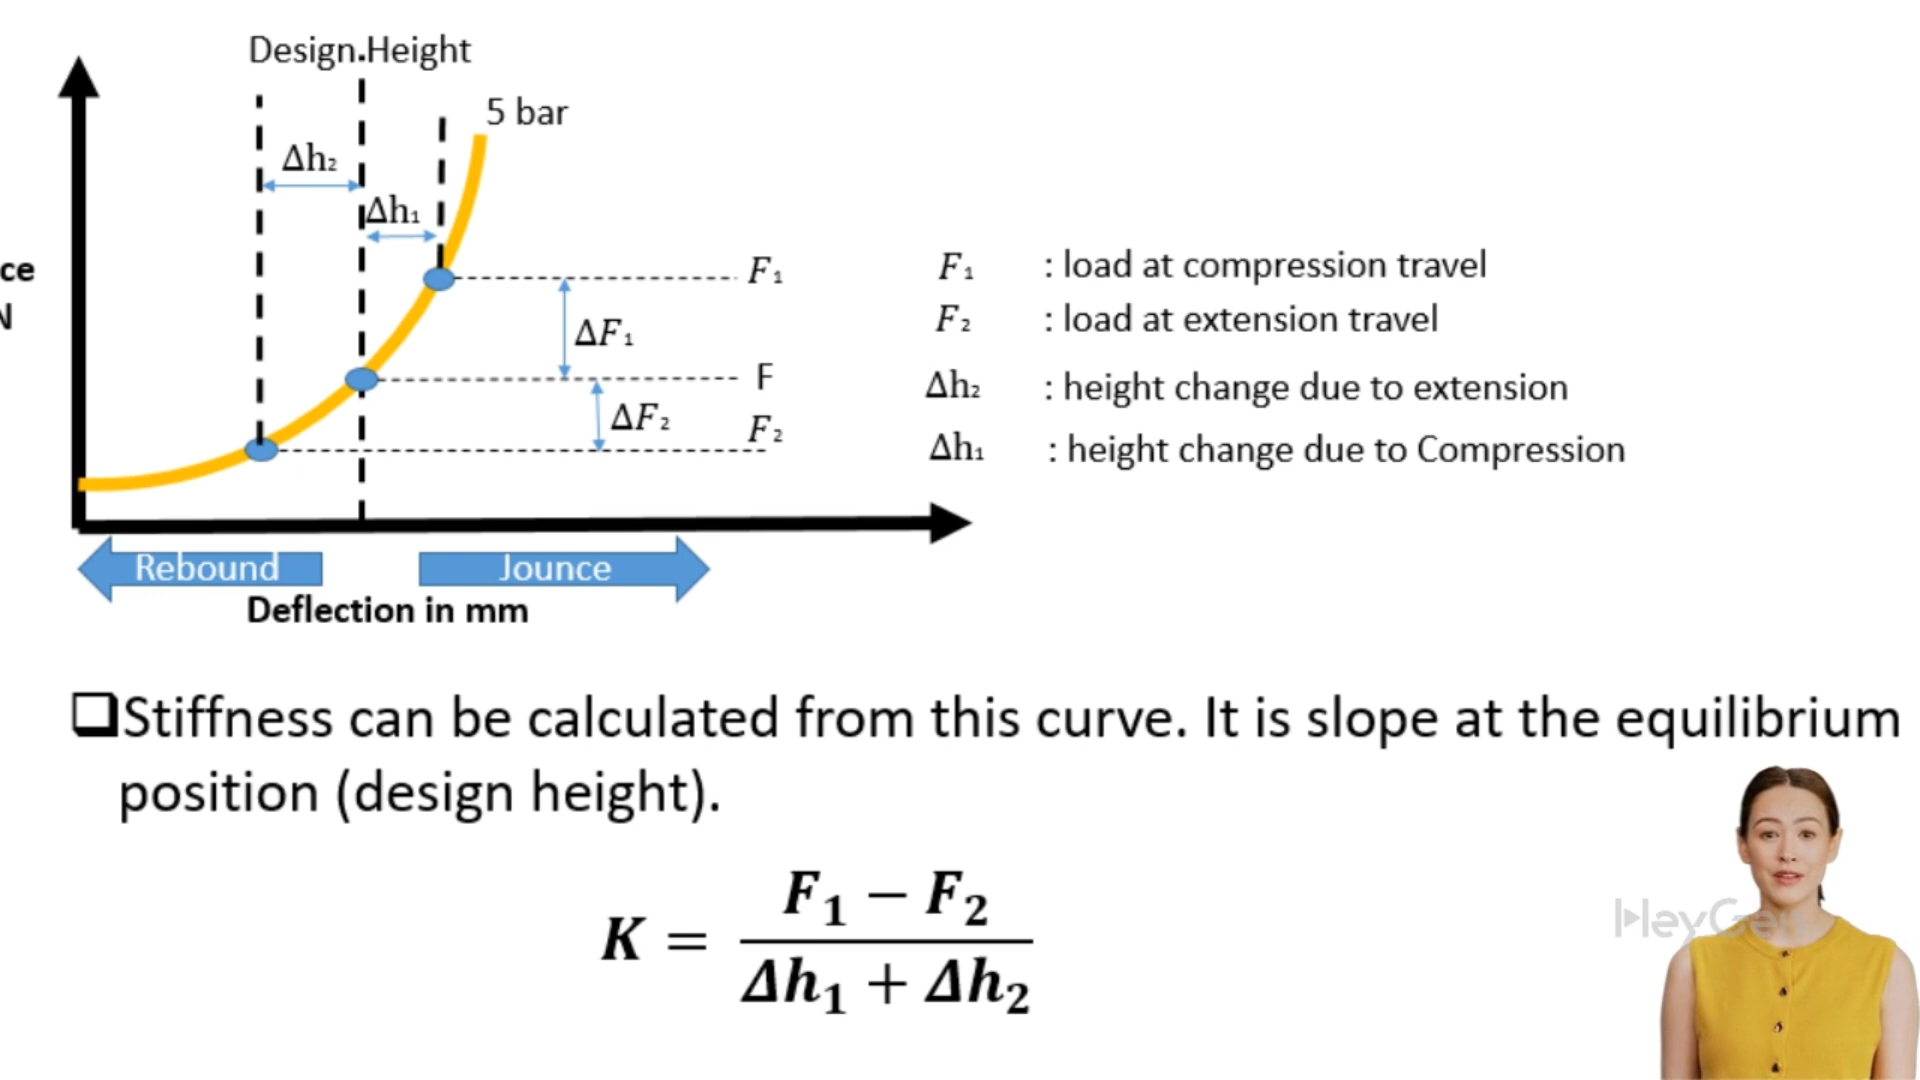 Design.Height
5 bar
Δh₂
Δh₁
ce
N
F₁
ΔF₁
F
ΔF₂
F₂
F₁ : load at compression travel
F₂ : load at extension travel
Δh₂ : height change due to extension
Δh₁ : height change due to Compression
Rebound
Jounce
Deflection in mm
❑Stiffness can be calculated from this curve. It is slope at the equilibrium
position (design height).
K = (F₁ − F₂) / (Δh₁ + Δh₂)
HeyGen